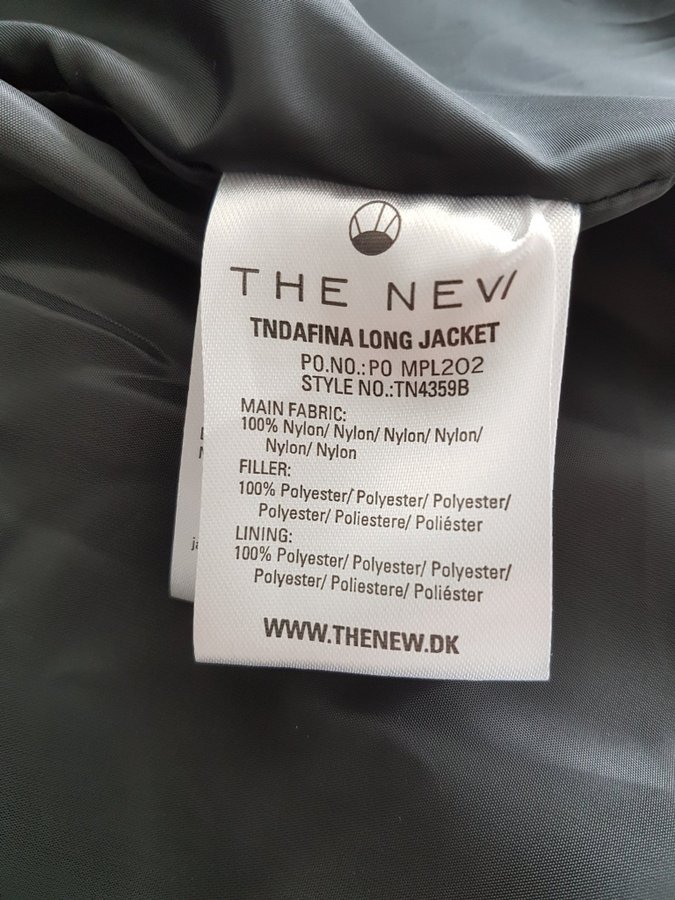 THE NEW
TNDAFINA LONG JACKET
PO.NO.:PO MPL202
STYLE NO.:TN4359B
MAIN FABRIC:
100% Nylon/ Nylon/ Nylon/ Nylon/
Nylon/ Nylon
FILLER:
100% Polyester/ Polyester/ Polyester/
Polyester/ Poliestere/ Poliéster
LINING:
100% Polyester/ Polyester/ Polyester/
Polyester/ Poliestere/ Poliéster
WWW.THENEW.DK